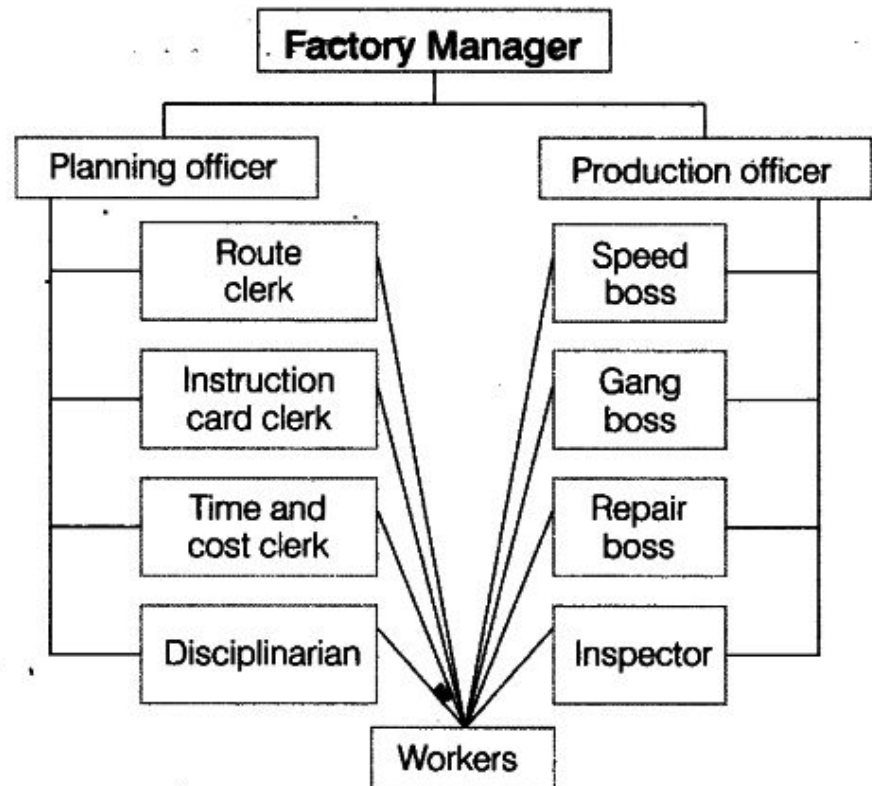 Factory Manager
Planning officer
Production officer
Route
clerk
Speed
boss
Instruction
card clerk
Gang
boss
Time and
cost clerk
Repair
boss
Disciplinarian
Inspector
Workers